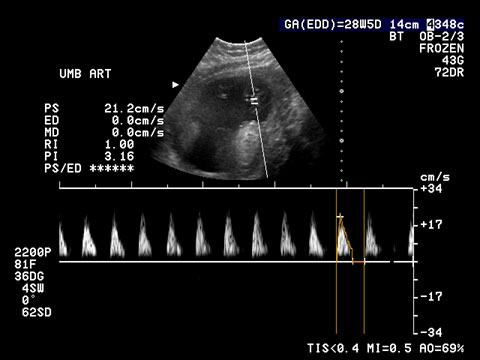 GA(EDD)=28W5D 14cm 4348c
BT OB-2/3
FROZEN
43G
72DR
UMB ART
PS 21.2cm/s
ED 0.0cm/s
MD 0.0cm/s
RI 1.00
PI 3.16
PS/ED ******
cm/s
+34
+17
-17
-34
2200P
81F
36DG
4SW
0°
62SD
TIS<0.4 MI=0.5 AO=69%